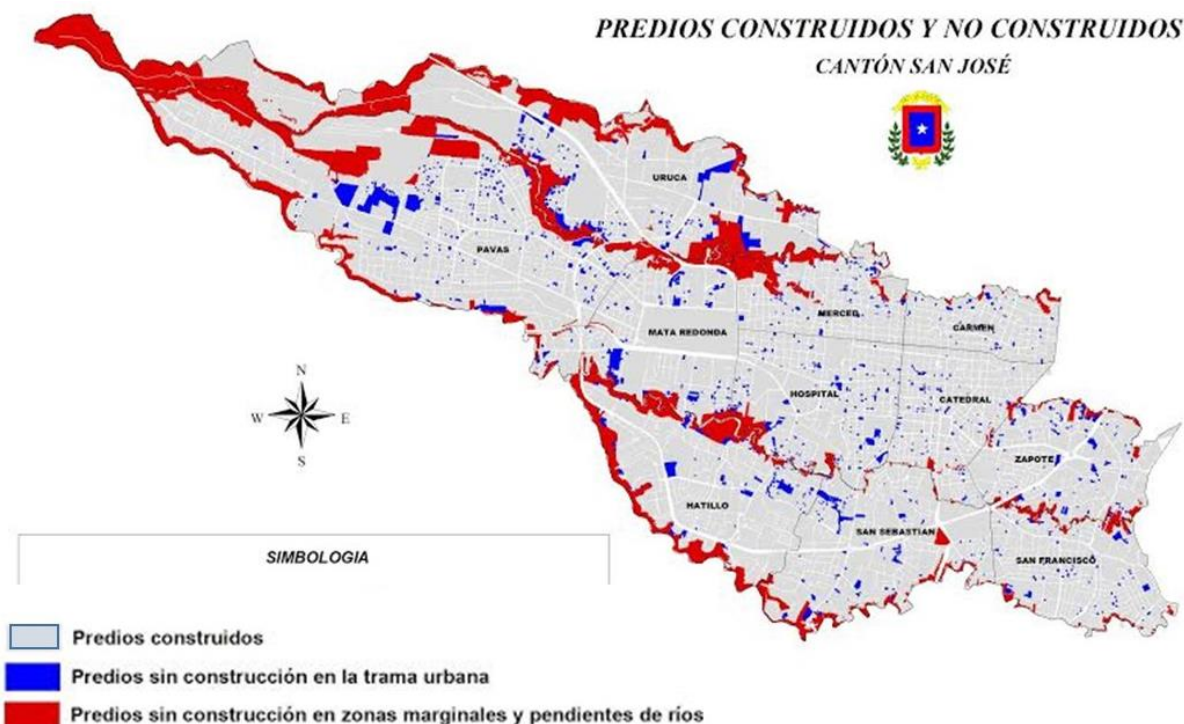 PREDIOS CONSTRUIDOS Y NO CONSTRUIDOS
CANTÓN SAN JOSÉ
URUCA
PAVAS
MERCED
CARMEN
MATA REDONDA
HOSPITAL
CATEDRAL
ZAPOTE
HATILLO
SAN SEBASTIAN
SAN FRANCISCO
N
W
E
S
SIMBOLOGIA
Predios construidos
Predios sin construcción en la trama urbana
Predios sin construcción en zonas marginales y pendientes de ríos